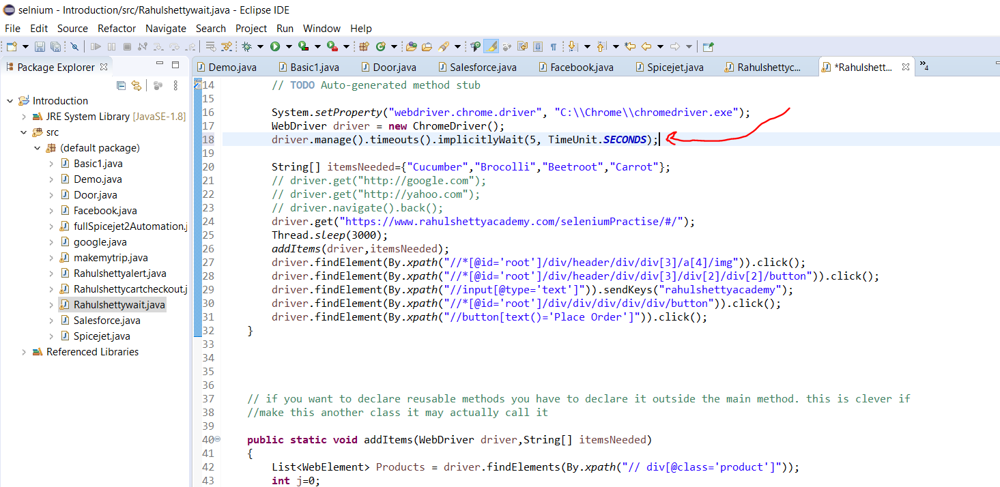 selnium - Introduction/src/Rahulshettywait.java - Eclipse IDE
File Edit Source Refactor Navigate Search Project Run Window Help
Package Explorer
Introduction
JRE System Library [JavaSE-1.8]
src
(default package)
Basic1.java
Demo.java
Door.java
Facebook.java
fullSpicejet2Automation.j
google.java
makemytrip.java
Rahulshettyalert.java
Rahulshettycartcheckout.j
Rahulshettywait.java
Salesforce.java
Spicejet.java
Referenced Libraries
Demo.java Basic1.java Door.java Salesforce.java Facebook.java Spicejet.java Rahulshettyc... *Rahulshett... »4
14 // TODO Auto-generated method stub
15
16 System.setProperty("webdriver.chrome.driver", "C:\\Chrome\\chromedriver.exe");
17 WebDriver driver = new ChromeDriver();
18 driver.manage().timeouts().implicitlyWait(5, TimeUnit.SECONDS);
19
20 String[] itemsNeeded={"Cucumber","Brocolli","Beetroot","Carrot"};
21 // driver.get("http://google.com");
22 // driver.get("http://yahoo.com");
23 // driver.navigate().back();
24 driver.get("https://www.rahulshettyacademy.com/seleniumPractise/#/");
25 Thread.sleep(3000);
26 addItems(driver,itemsNeeded);
27 driver.findElement(By.xpath("//*[@id='root']/div/header/div/div[3]/a[4]/img")).click();
28 driver.findElement(By.xpath("//*[@id='root']/div/header/div/div[3]/div[2]/div[2]/button")).click();
29 driver.findElement(By.xpath("//input[@type='text']")).sendKeys("rahulshettyacademy");
30 driver.findElement(By.xpath("//*[@id='root']/div/div/div/div/div/button")).click();
31 driver.findElement(By.xpath("//button[text()='Place Order']")).click();
32 }
33
34
35
36
37 // if you want to declare reusable methods you have to declare it outside the main method. this is clever if
38 //make this another class it may actually call it
39
40 public static void addItems(WebDriver driver,String[] itemsNeeded)
41 {
42 List<WebElement> Products = driver.findElements(By.xpath("// div[@class='product']"));
43 int j=0;